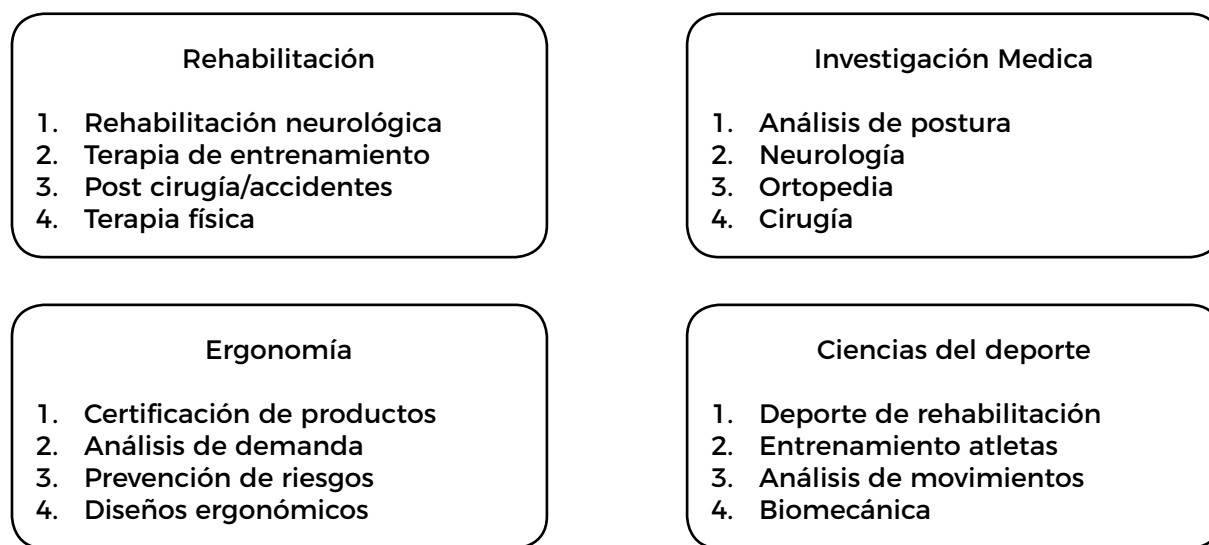 Rehabilitación
1. Rehabilitación neurológica
2. Terapia de entrenamiento
3. Post cirugía/accidentes
4. Terapia física
Investigación Medica
1. Análisis de postura
2. Neurología
3. Ortopedia
4. Cirugía
Ergonomía
1. Certificación de productos
2. Análisis de demanda
3. Prevención de riesgos
4. Diseños ergonómicos
Ciencias del deporte
1. Deporte de rehabilitación
2. Entrenamiento atletas
3. Análisis de movimientos
4. Biomecánica